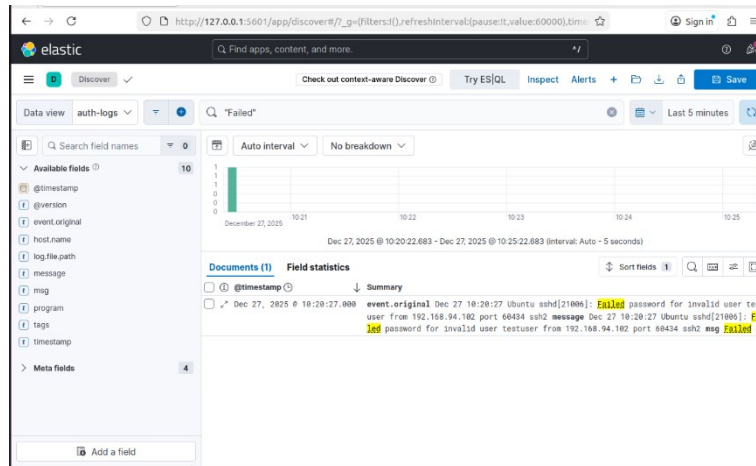 http://127.0.0.1:5601/app/discover#/?_g=(filters:!(),refreshInterval:(pause:!t,value:60000),time:
Sign in
elastic
Find apps, content, and more.
^/
D Discover
Check out context-aware Discover
Try ES|QL
Inspect
Alerts
Save
Data view
auth-logs
"Failed"
Last 5 minutes
Search field names
0
Auto interval
No breakdown
Available fields
10
@timestamp
@version
event.original
host.name
log.file.path
message
msg
program
tags
timestamp
Meta fields
4
Add a field
1
1
1
0
0
0
10:21
10:22
10:23
10:24
10:25
December 27, 2025
Dec 27, 2025 @ 10:20:22.683 - Dec 27, 2025 @ 10:25:22.683 (interval: Auto - 5 seconds)
Documents (1)
Field statistics
Sort fields 1
@timestamp
Summary
Dec 27, 2025 @ 10:20:27.000
event.original Dec 27 10:20:27 Ubuntu sshd[21006]: Failed password for invalid user te
user from 192.168.94.102 port 60434 ssh2 message Dec 27 10:20:27 Ubuntu sshd[21006]: F
led password for invalid user testuser from 192.168.94.102 port 60434 ssh2 msg Failed